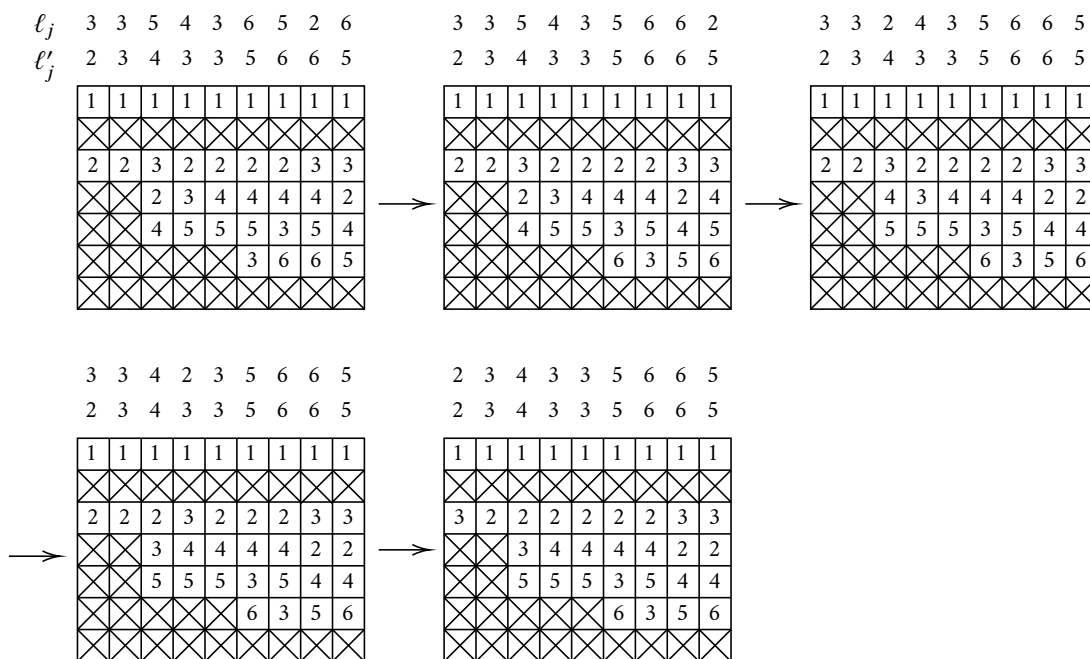 ℓ_j 3 3 5 4 3 6 5 2 6
ℓ'_j 2 3 4 3 3 5 6 6 5
1 1 1 1 1 1 1 1 1
2 2 3 2 2 2 2 3 3
2 3 4 4 4 4 2
4 5 5 5 3 5 4
3 6 6 5
3 3 5 4 3 5 6 6 2
2 3 4 3 3 5 6 6 5
1 1 1 1 1 1 1 1 1
2 2 3 2 2 2 2 3 3
2 3 4 4 4 2 4
4 5 5 3 5 4 5
6 3 5 6
3 3 2 4 3 5 6 6 5
2 3 4 3 3 5 6 6 5
1 1 1 1 1 1 1 1 1
2 2 3 2 2 2 2 3 3
4 3 4 4 4 2 2
5 5 5 3 5 4 4
6 3 5 6
3 3 4 2 3 5 6 6 5
2 3 4 3 3 5 6 6 5
1 1 1 1 1 1 1 1 1
2 2 2 3 2 2 2 3 3
3 4 4 4 4 2 2
5 5 5 3 5 4 4
6 3 5 6
2 3 4 3 3 5 6 6 5
2 3 4 3 3 5 6 6 5
1 1 1 1 1 1 1 1 1
3 2 2 2 2 2 2 3 3
3 4 4 4 4 2 2
5 5 5 3 5 4 4
6 3 5 6